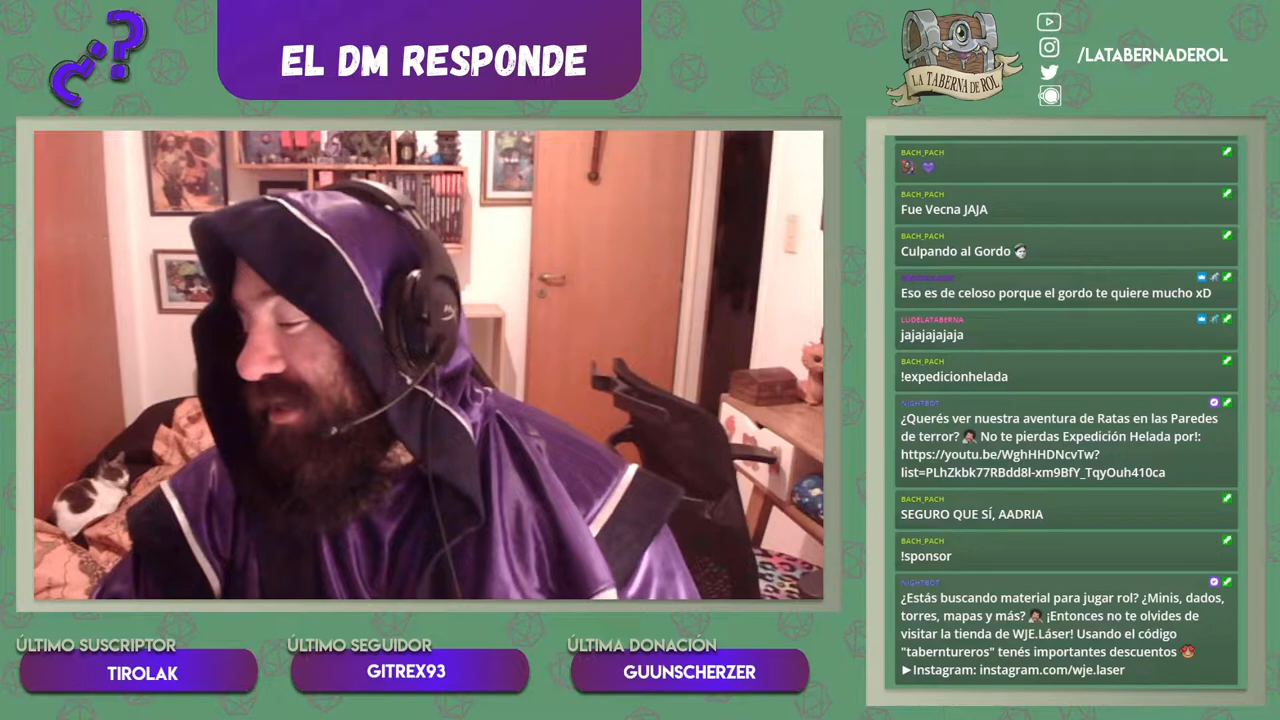 EL DM RESPONDE
LA TABERNA DE ROL
/LATABERNADEROL
BACH_PACH
BACH_PACH
Fue Vecna JAJA
BACH_PACH
Culpando al Gordo
Eso es de celoso porque el gordo te quiere mucho xD
LUDELATABERNA
jajajajajaja
BACH_PACH
!expedicionhelada
NIGHTBOT
¿Querés ver nuestra aventura de Ratas en las Paredes
de terror? No te pierdas Expedición Helada por!:
https://youtu.be/WghHHDNcvTw?
list=PLhZkbk77RBdd8l-xm9BfY_TqyOuh410ca
BACH_PACH
SEGURO QUE SÍ, AADRIA
BACH_PACH
!sponsor
NIGHTBOT
¿Estás buscando material para jugar rol? ¿Minis, dados,
torres, mapas y más? ¡Entonces no te olvides de
visitar la tienda de WJE.Láser! Usando el código
"taberntureros" tenés importantes descuentos
►Instagram: instagram.com/wje.laser
ÚLTIMO SUSCRIPTOR
TIROLAK
ÚLTIMO SEGUIDOR
GITREX93
ÚLTIMA DONACIÓN
GUUNSCHERZER